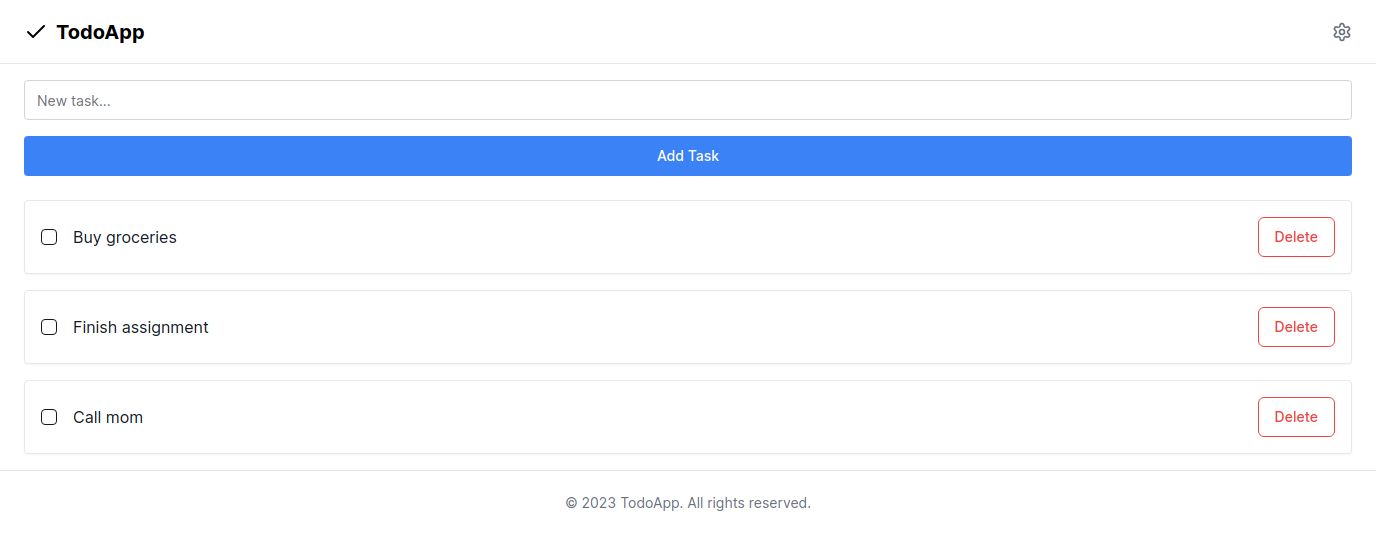 TodoApp
New task...
Add Task
Buy groceries
Delete
Finish assignment
Delete
Call mom
Delete
© 2023 TodoApp. All rights reserved.